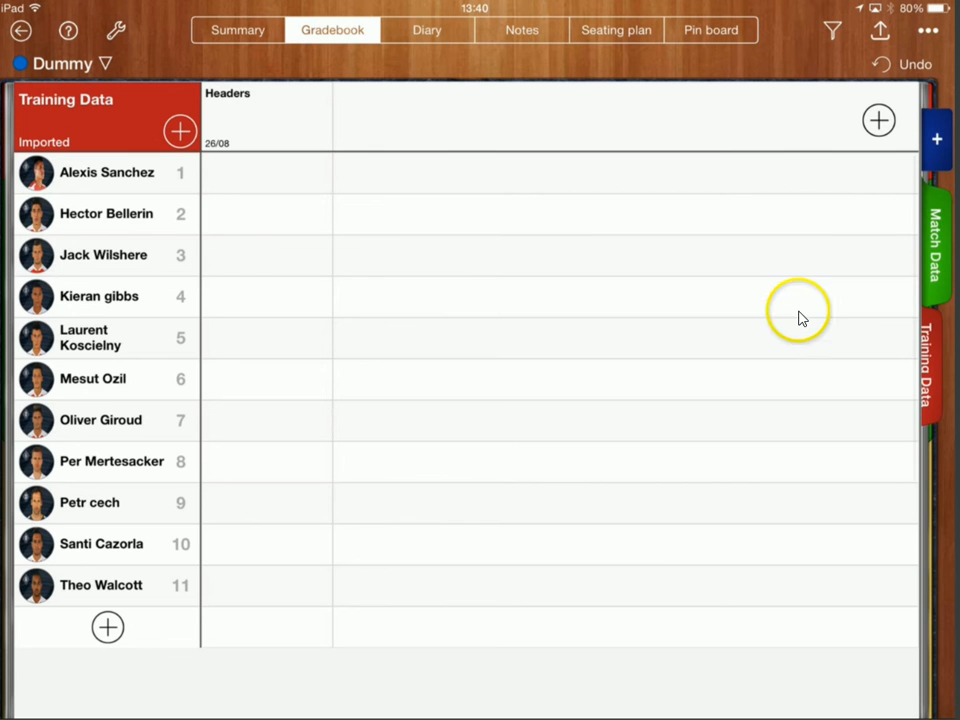 iPad 13:40 80%
Summary Gradebook Diary Notes Seating plan Pin board
Dummy Undo
Training Data Headers
Imported 26/08
Alexis Sanchez 1
Hector Bellerin 2
Jack Wilshere 3
Kieran gibbs 4
Laurent
Koscielny 5
Mesut Ozil 6
Oliver Giroud 7
Per Mertesacker 8
Petr cech 9
Santi Cazorla 10
Theo Walcott 11
Match Data
Training Data